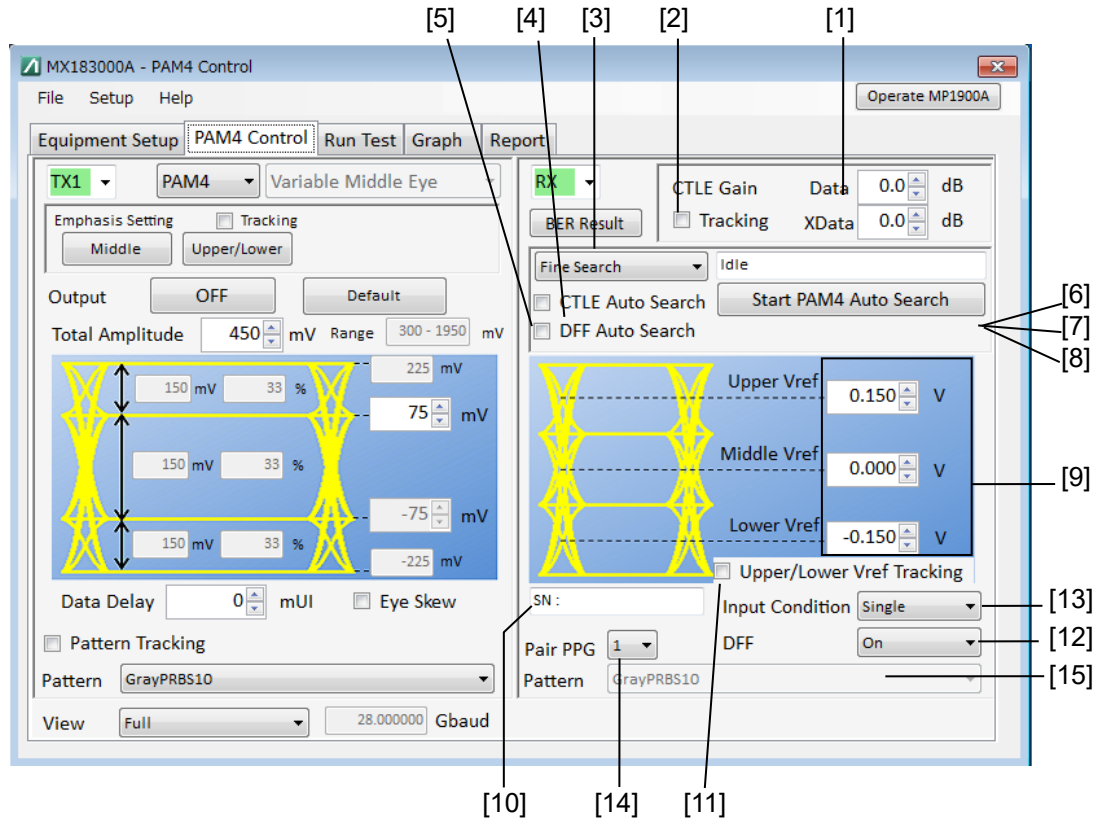 [5] [4] [3] [2] [1]
MX183000A - PAM4 Control
File Setup Help Operate MP1900A
Equipment Setup PAM4 Control Run Test Graph Report
TX1 PAM4 Variable Middle Eye
Emphasis Setting Tracking
Middle Upper/Lower
Output OFF Default
Total Amplitude 450 mV Range 300 - 1950 mV
225 mV
150 mV 33 %
75 mV
150 mV 33 %
-75 mV
150 mV 33 %
-225 mV
Data Delay 0 mUI Eye Skew
Pattern Tracking
Pattern GrayPRBS10
View Full 28.000000 Gbaud
RX CTLE Gain Data 0.0 dB
BER Result Tracking XData 0.0 dB
Fine Search Idle
CTLE Auto Search Start PAM4 Auto Search
DFF Auto Search
[6]
[7]
[8]
Upper Vref 0.150 V
Middle Vref 0.000 V
[9]
Lower Vref -0.150 V
Upper/Lower Vref Tracking
SN : Input Condition Single [13]
Pair PPG 1 DFF On [12]
Pattern GrayPRBS10 [15]
[10] [14] [11]